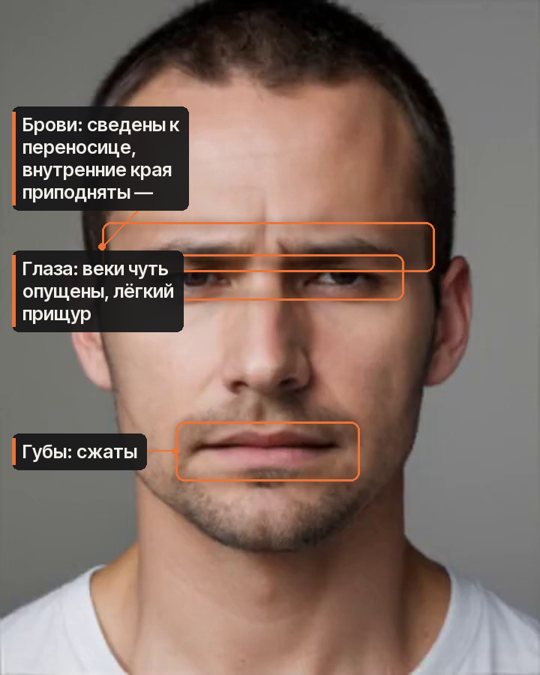 Брови: сведены к
переносице,
внутренние края
приподняты —
Глаза: веки чуть
опущены, лёгкий
прищур
Губы: сжаты